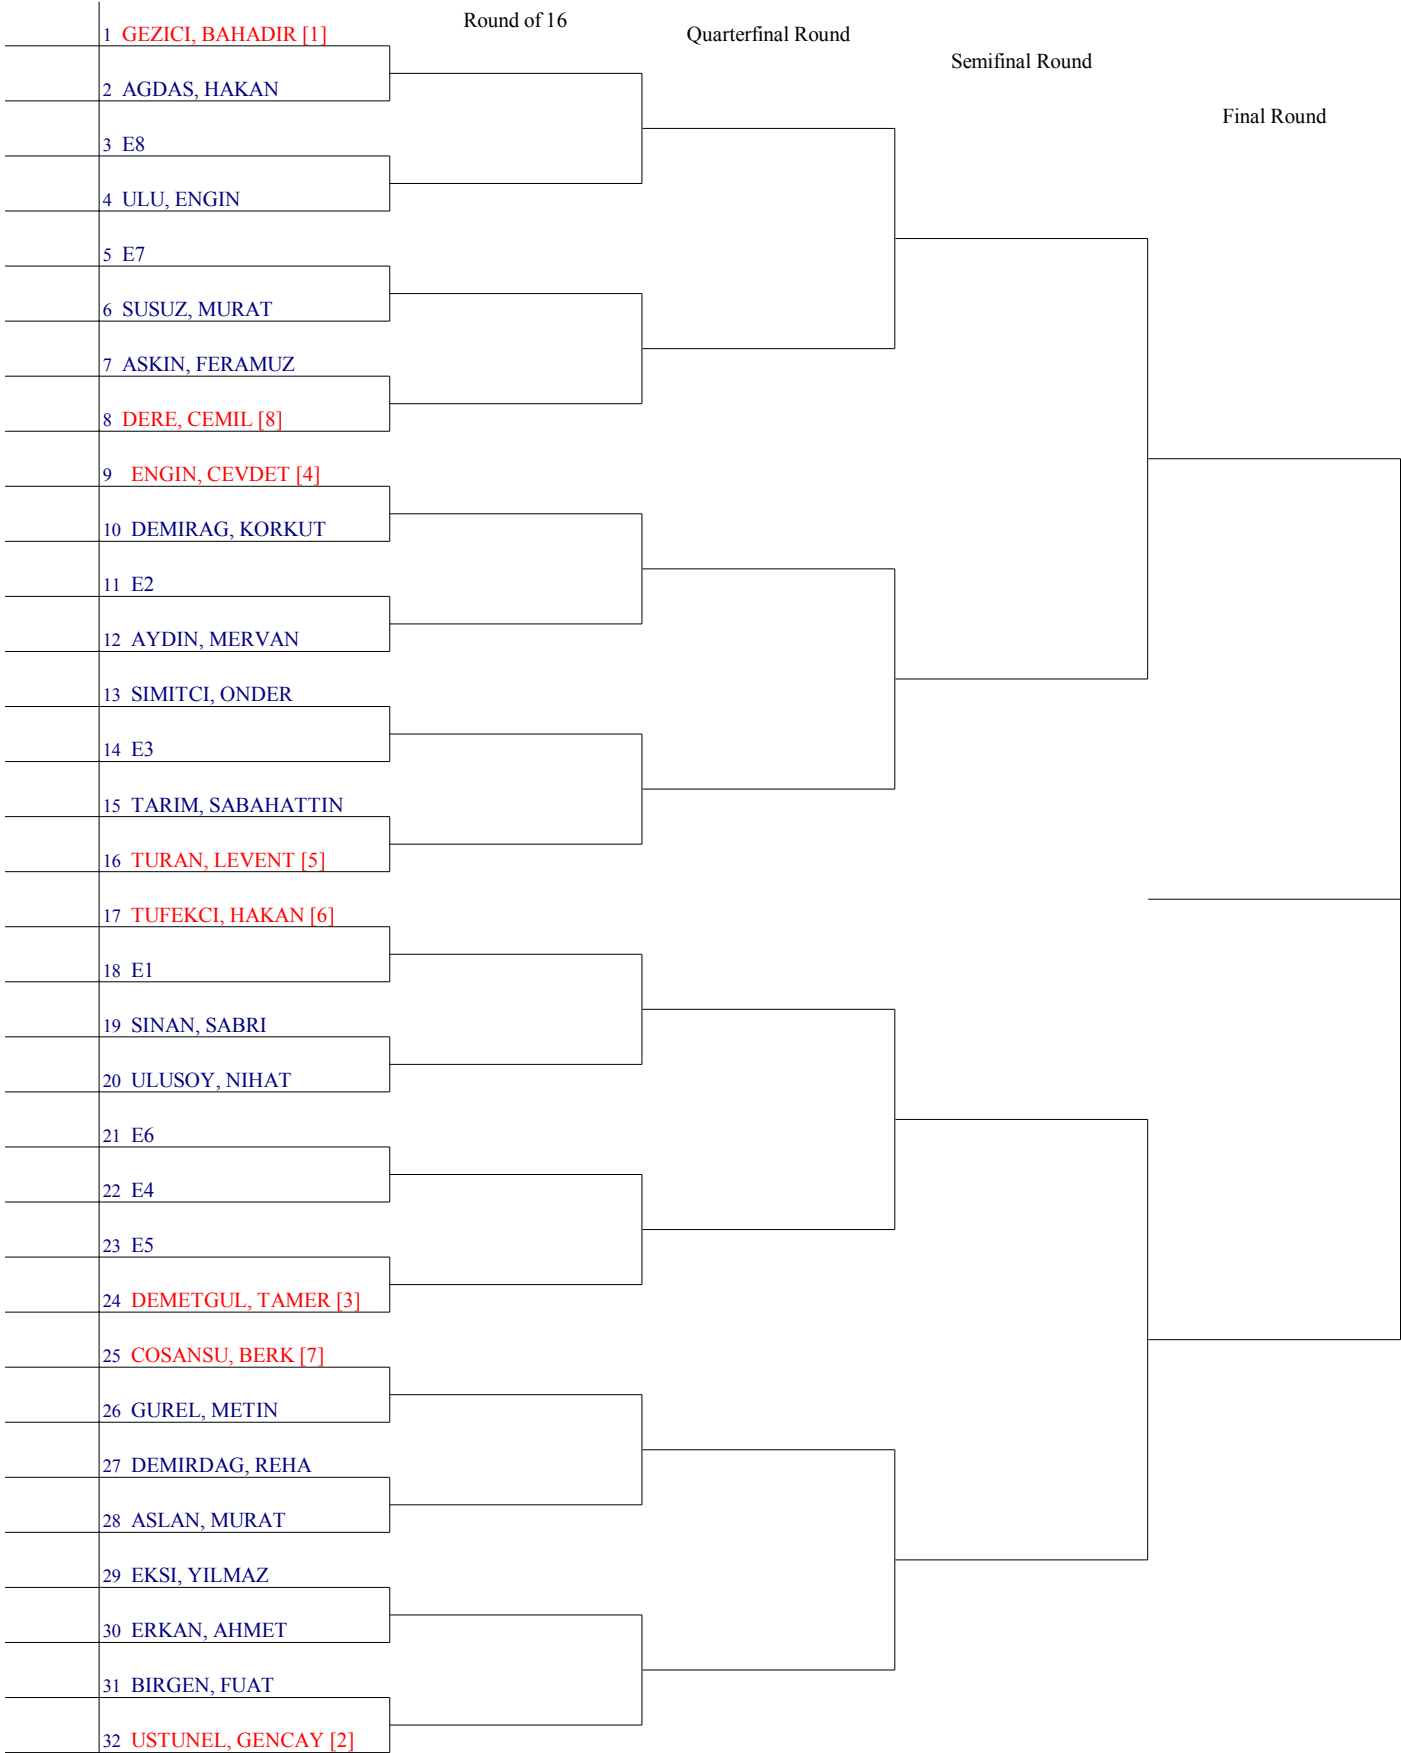 Round of 16
Quarterfinal Round
Semifinal Round
Final Round
1 GEZICI, BAHADIR [1]
2 AGDAS, HAKAN
3 E8
4 ULU, ENGIN
5 E7
6 SUSUZ, MURAT
7 ASKIN, FERAMUZ
8 DERE, CEMIL [8]
9 ENGIN, CEVDET [4]
10 DEMIRAG, KORKUT
11 E2
12 AYDIN, MERVAN
13 SIMITCI, ONDER
14 E3
15 TARIM, SABAHATTIN
16 TURAN, LEVENT [5]
17 TUFEKCI, HAKAN [6]
18 E1
19 SINAN, SABRI
20 ULUSOY, NIHAT
21 E6
22 E4
23 E5
24 DEMETGUL, TAMER [3]
25 COSANSU, BERK [7]
26 GUREL, METIN
27 DEMIRDAG, REHA
28 ASLAN, MURAT
29 EKSI, YILMAZ
30 ERKAN, AHMET
31 BIRGEN, FUAT
32 USTUNEL, GENCAY [2]